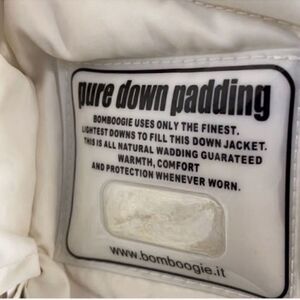 pure down padding
BOMBOOGIE USES ONLY THE FINEST.
LIGHTEST DOWNS TO FILL THIS DOWN JACKET.
THIS IS ALL NATURAL WADDING GUARATEED
WARMTH, COMFORT
AND PROTECTION WHENEVER WORN.
www.bomboogie.it